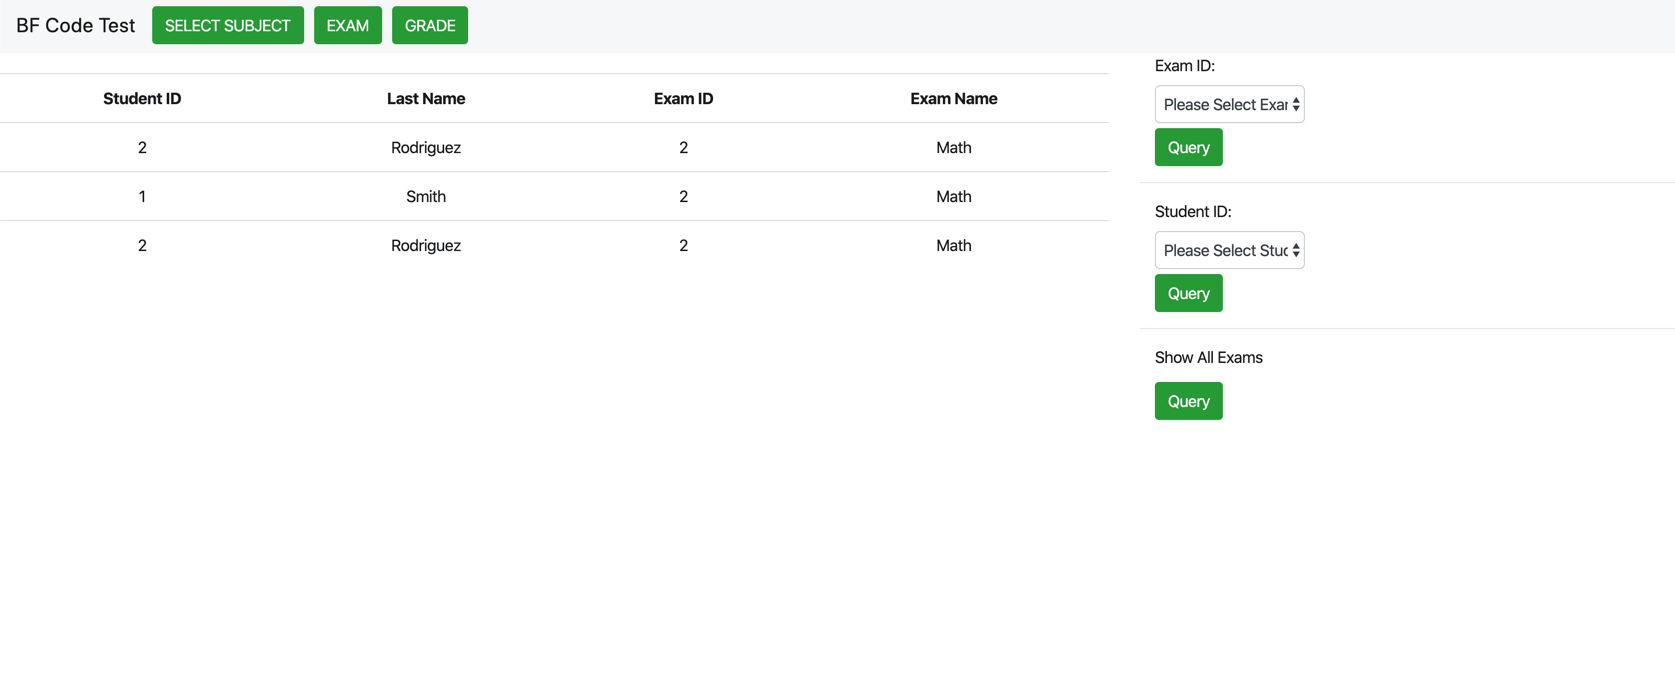 BF Code Test SELECT SUBJECT EXAM GRADE
Student ID Last Name Exam ID Exam Name
2 Rodriguez 2 Math
1 Smith 2 Math
2 Rodriguez 2 Math
Exam ID:
Please Select Exar
Query
Student ID:
Please Select Stuc
Query
Show All Exams
Query